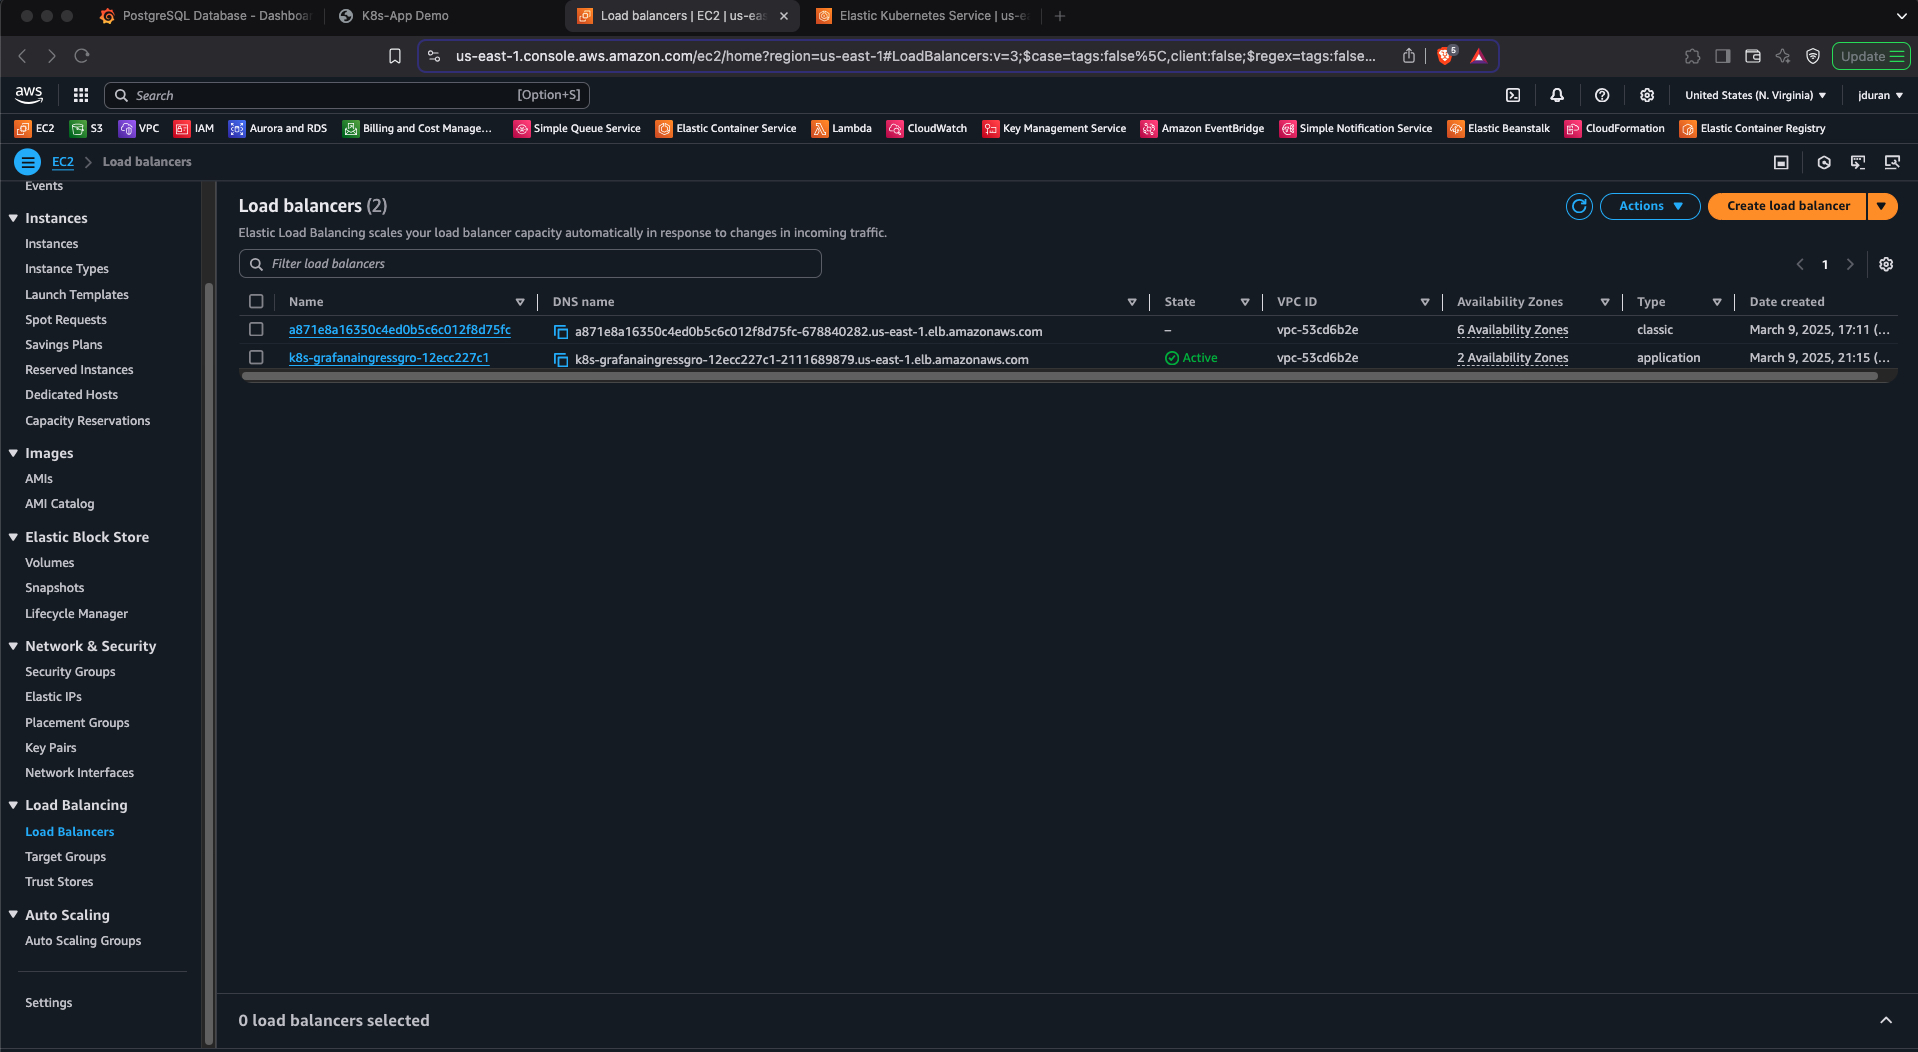 PostgreSQL Database - Dashboar
K8s-App Demo
Load balancers | EC2 | us-eas
Elastic Kubernetes Service | us-e
us-east-1.console.aws.amazon.com/ec2/home?region=us-east-1#LoadBalancers:v=3;$case=tags:false%5C,client:false;$regex=tags:false...
5
Update
aws
Search
[Option+S]
United States (N. Virginia)
jduran
EC2
S3
VPC
IAM
Aurora and RDS
Billing and Cost Manage...
Simple Queue Service
Elastic Container Service
Lambda
CloudWatch
Key Management Service
Amazon EventBridge
Simple Notification Service
Elastic Beanstalk
CloudFormation
Elastic Container Registry
EC2
Load balancers
Events
Instances
Instances
Instance Types
Launch Templates
Spot Requests
Savings Plans
Reserved Instances
Dedicated Hosts
Capacity Reservations
Images
AMIs
AMI Catalog
Elastic Block Store
Volumes
Snapshots
Lifecycle Manager
Network & Security
Security Groups
Elastic IPs
Placement Groups
Key Pairs
Network Interfaces
Load Balancing
Load Balancers
Target Groups
Trust Stores
Auto Scaling
Auto Scaling Groups
Settings
Load balancers (2)
Actions
Create load balancer
Elastic Load Balancing scales your load balancer capacity automatically in response to changes in incoming traffic.
Filter load balancers
1
Name DNS name State VPC ID Availability Zones Type Date created
a871e8a16350c4ed0b5c6c012f8d75fc a871e8a16350c4ed0b5c6c012f8d75fc-678840282.us-east-1.elb.amazonaws.com – vpc-53cd6b2e 6 Availability Zones classic March 9, 2025, 17:11 (...
k8s-grafanaingressgro-12ecc227c1 k8s-grafanaingressgro-12ecc227c1-2111689879.us-east-1.elb.amazonaws.com Active vpc-53cd6b2e 2 Availability Zones application March 9, 2025, 21:15 (...
0 load balancers selected